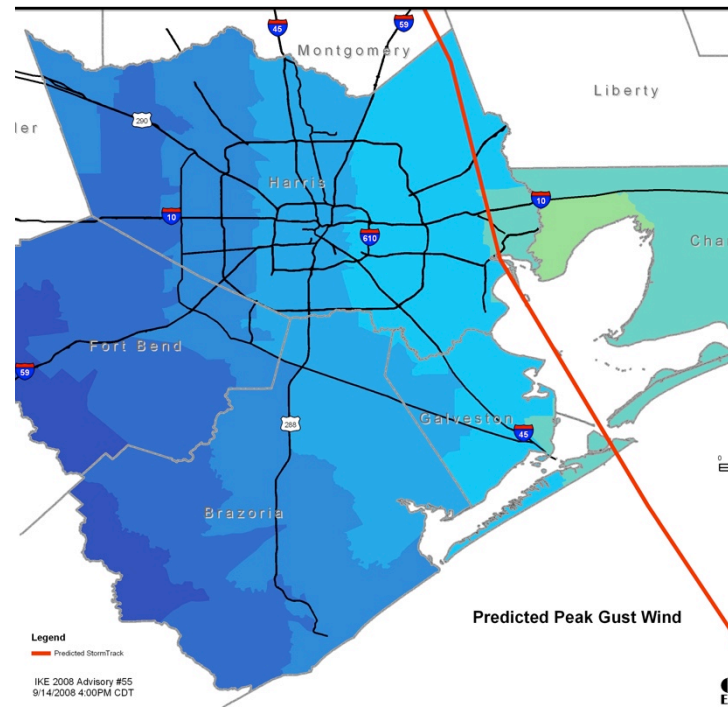 45
59
Montgomery
Liberty
ler
290
Harris
10
10
610
Cha
Fort Bend
59
Galveston
45
288
Brazoria
0
Predicted Peak Gust Wind
Legend
Predicted StormTrack
IKE 2008 Advisory #55
9/14/2008 4:00PM CDT
E